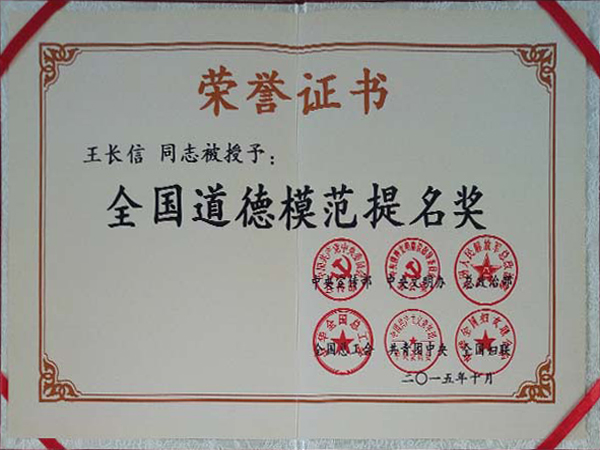 荣誉证书
王长信 同志被授予：
全国道德模范提名奖
中央宣传部 中央文明办 总政治部
全国总工会 共青团中央 全国妇联
二〇一五年十月